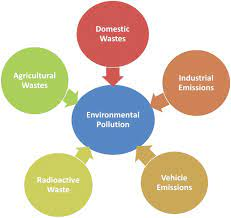 Domestic
Wastes
Agricultural
Wastes
Industrial
Emissions
Environmental
Pollution
Radioactive
Waste
Vehicle
Emissions